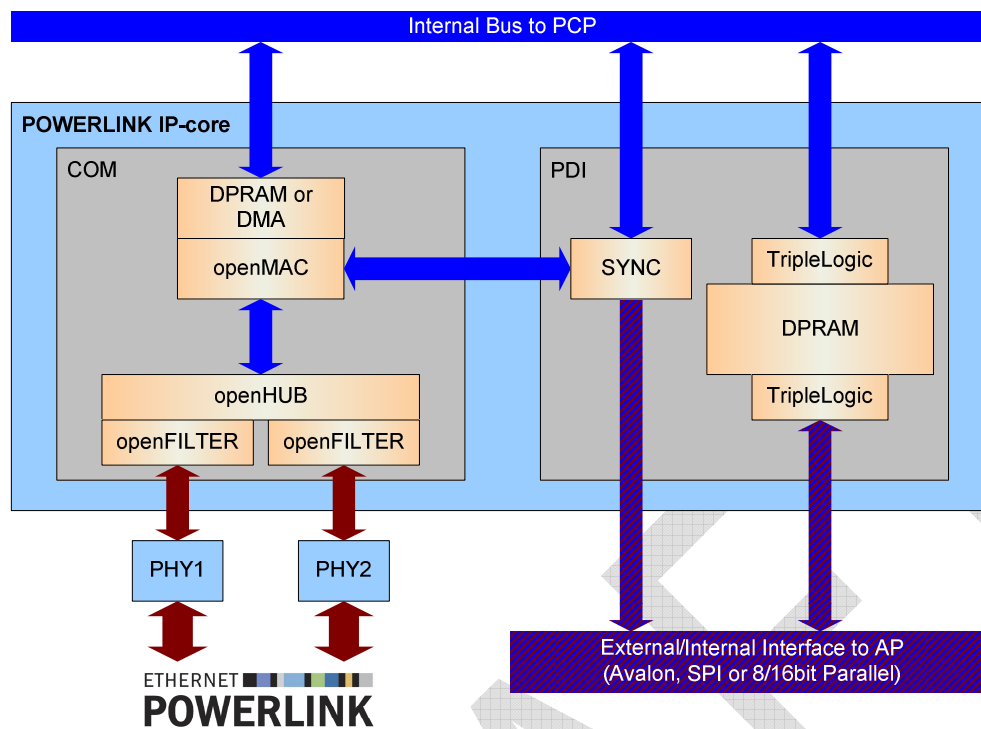 Internal Bus to PCP
POWERLINK IP-core
COM
DPRAM or
DMA
openMAC
openHUB
openFILTER
openFILTER
PDI
SYNC
TripleLogic
DPRAM
TripleLogic
PHY1
PHY2
External/Internal Interface to AP
(Avalon, SPI or 8/16bit Parallel)
ETHERNET
POWERLINK